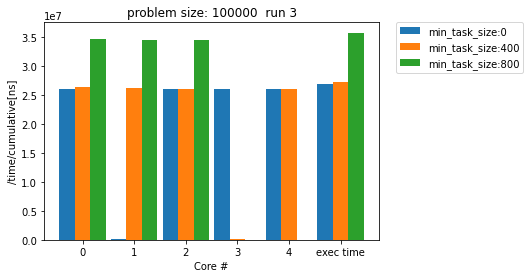 problem size: 100000  run 3
1e7
3.5
3.0
2.5
2.0
1.5
1.0
0.5
0.0
/time/cumulative[ns]
0 1 2 3 4 exec time
Core #
min_task_size:0
min_task_size:400
min_task_size:800